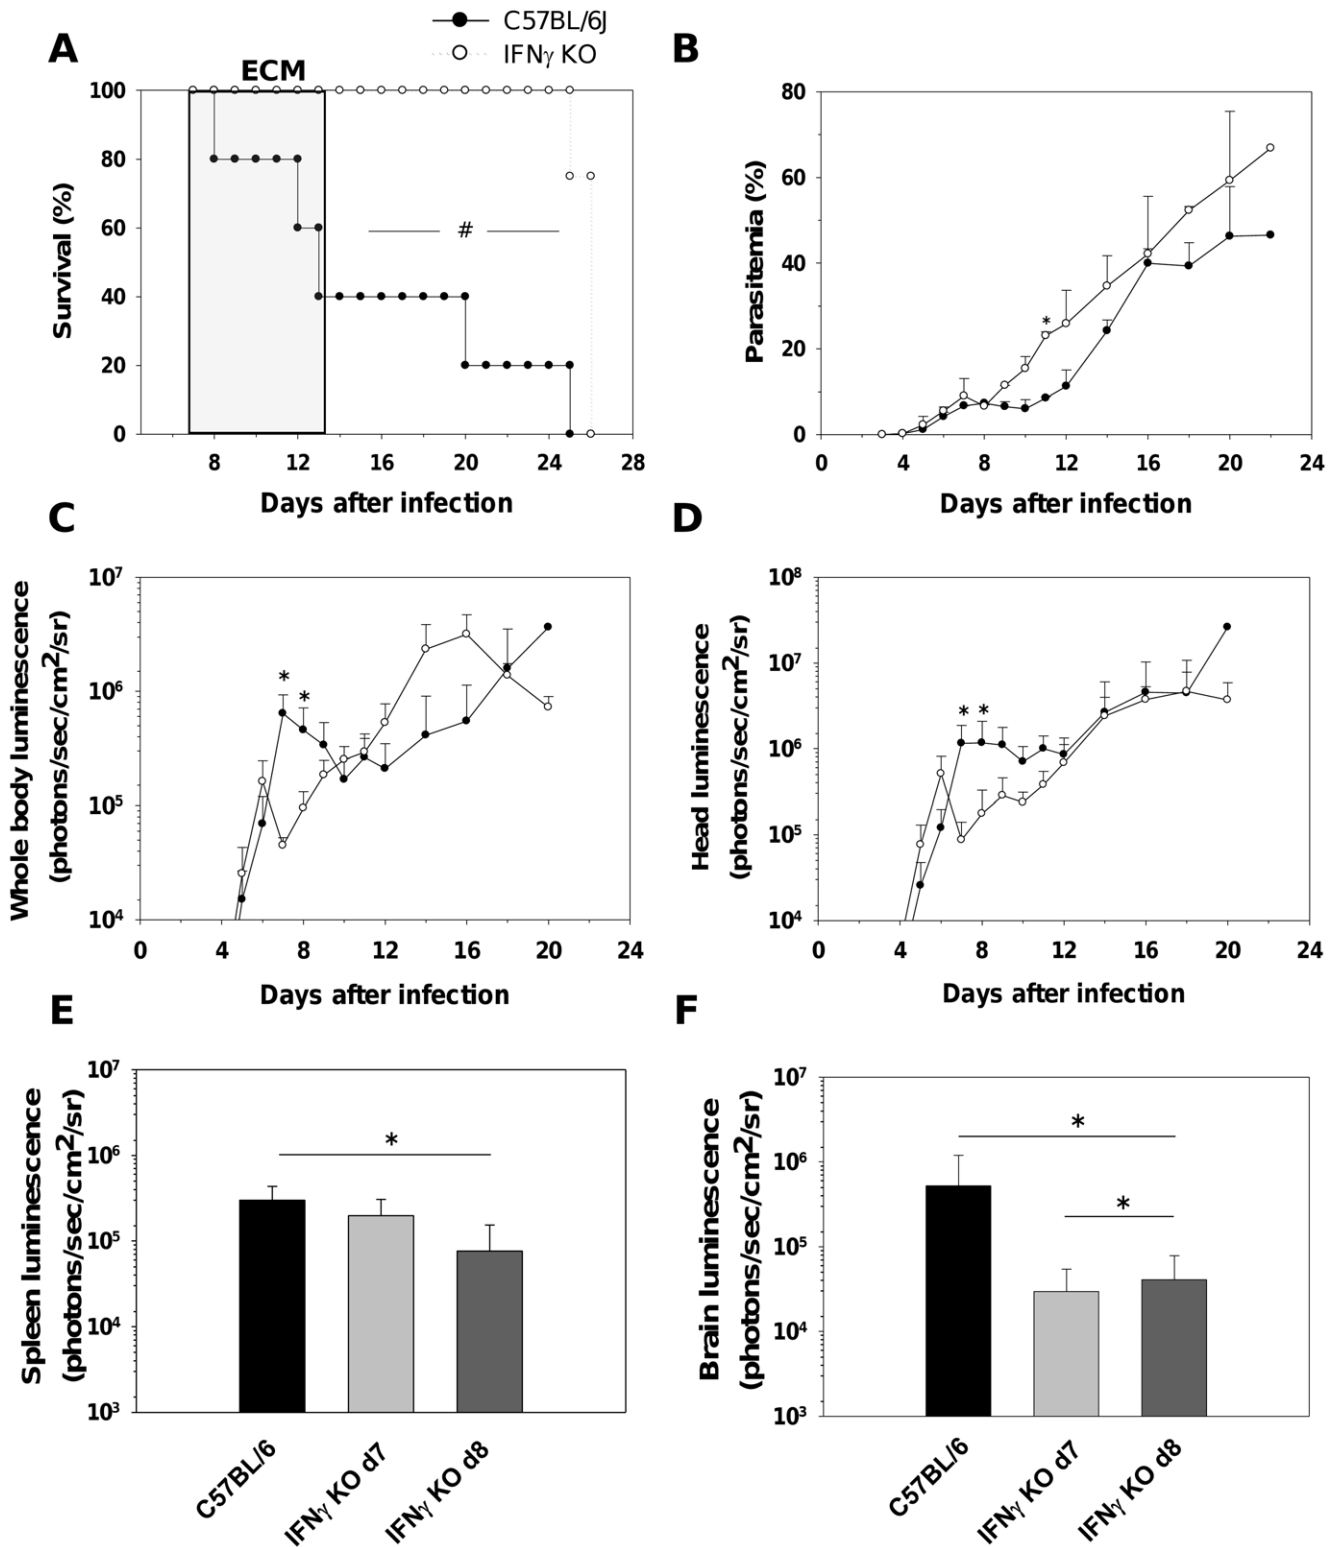 C57BL/6J
IFNγ KO
A
ECM
100
80
60
40
20
0
Survival (%)
#
8 12 16 20 24 28
Days after infection
B
80
60
40
20
0
Parasitemia (%)
*
0 4 8 12 16 20 24
Days after infection
C
10⁷
10⁶
10⁵
10⁴
Whole body luminescence
(photons/sec/cm²/sr)
* *
0 4 8 12 16 20 24
Days after infection
D
10⁸
10⁷
10⁶
10⁵
10⁴
Head luminescence
(photons/sec/cm²/sr)
* *
0 4 8 12 16 20 24
Days after infection
E
10⁷
10⁶
10⁵
10⁴
10³
Spleen luminescence
(photons/sec/cm²/sr)
*
C57BL/6
IFNγ KO d7
IFNγ KO d8
F
10⁷
10⁶
10⁵
10⁴
10³
Brain luminescence
(photons/sec/cm²/sr)
*
*
C57BL/6
IFNγ KO d7
IFNγ KO d8